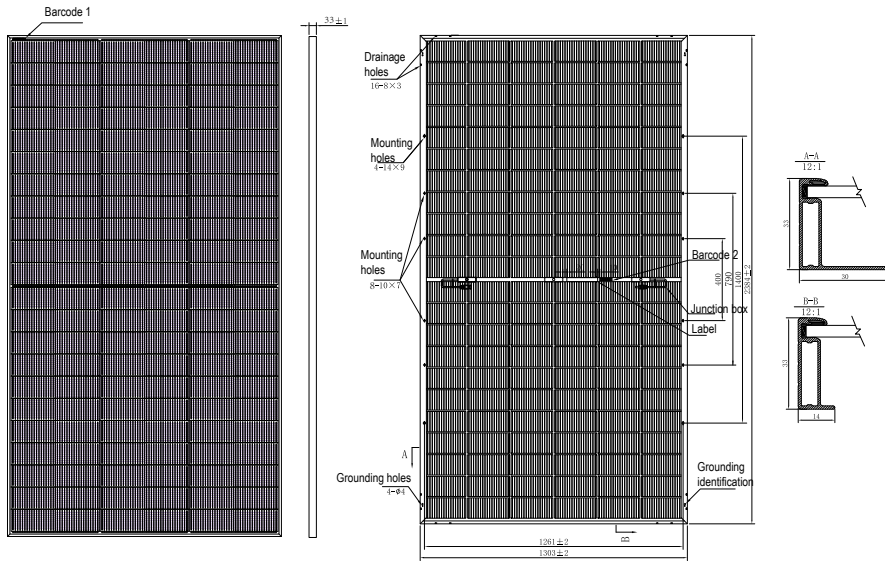 Barcode 1
33±1
Drainage
holes
16-8×3
Mounting
holes
4-14×9
Mounting
holes
8-10×7
Barcode 2
Junction box
Label
400
790
1400
2384±2
A
Grounding holes
4-ø4
Grounding
identification
B
1261±2
1303±2
A-A
12:1
33
30
B-B
12:1
33
14